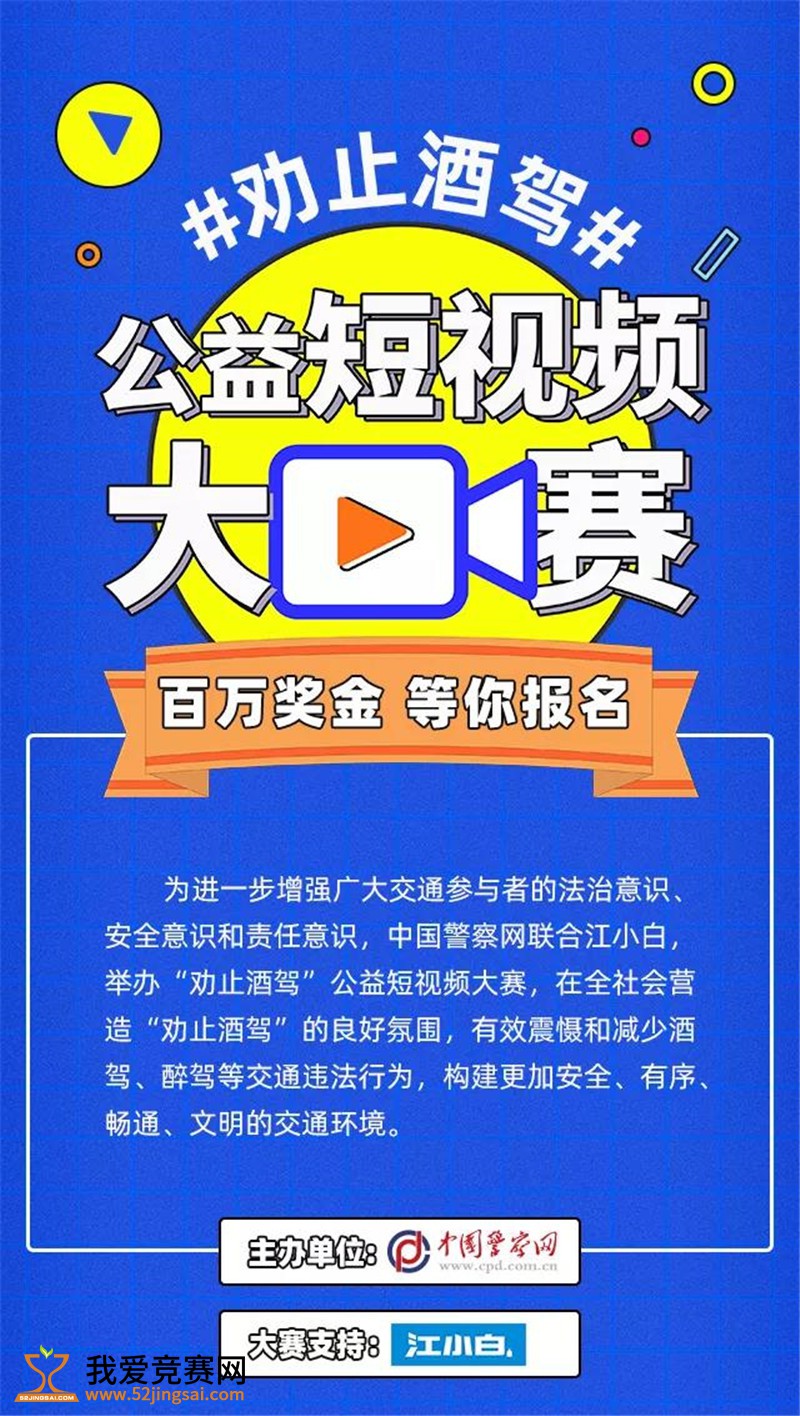 #劝止酒驾#
公益短视频
大赛
百万奖金 等你报名
为进一步增强广大交通参与者的法治意识、
安全意识和责任意识，中国警察网联合江小白，
举办“劝止酒驾”公益短视频大赛，在全社会营
造“劝止酒驾”的良好氛围，有效震慑和减少酒
驾、醉驾等交通违法行为，构建更加安全、有序、
畅通、文明的交通环境。
主办单位：中国警察网
www.cpd.com.cn
大赛支持：江小白.
我爱竞赛网
www.52jingsai.com
52JINGSAI.COM